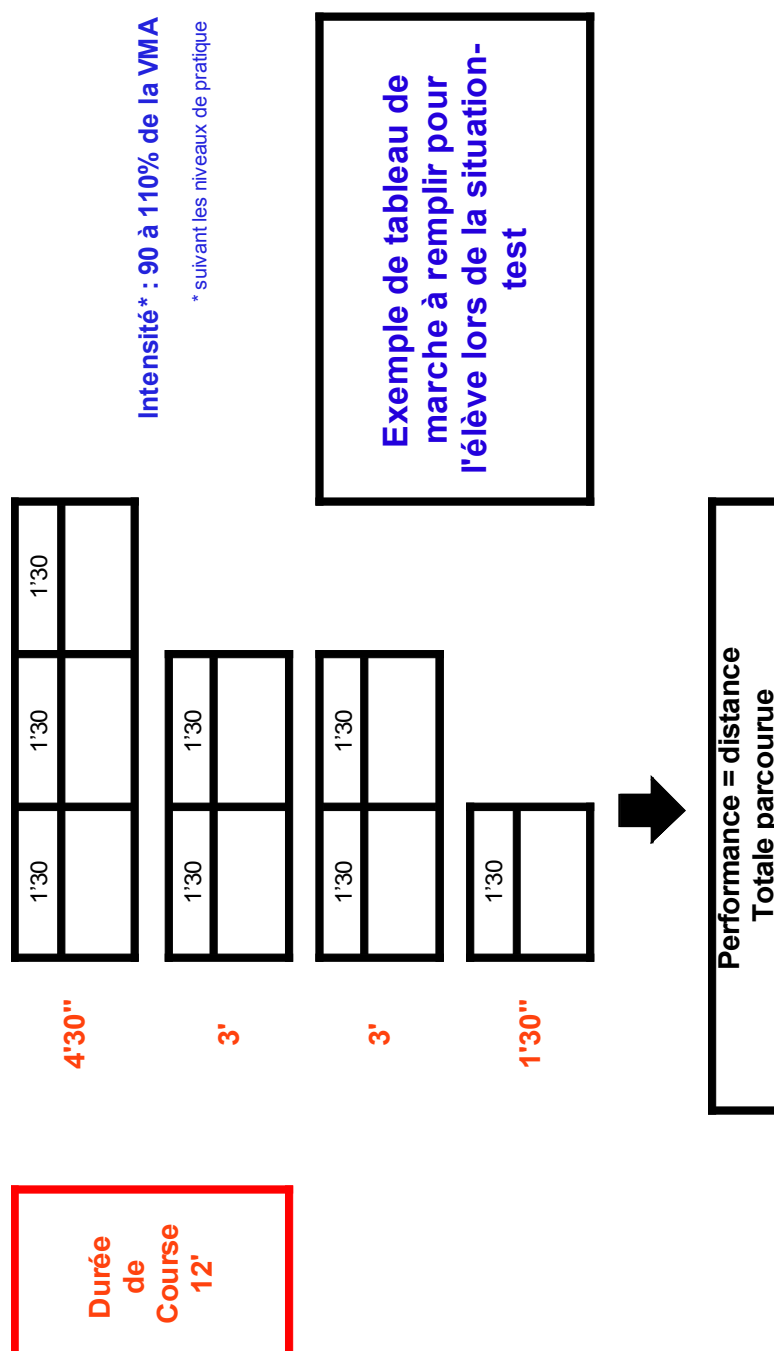 Durée
de
Course
12'
4'30"
1'30
1'30
1'30
Intensité* : 90 à 110% de la VMA
* suivant les niveaux de pratique
3'
1'30
1'30
3'
1'30
1'30
1'30"
1'30
Exemple de tableau de
marche à remplir pour
l'élève lors de la situation-
test
Performance = distance
Totale parcourue